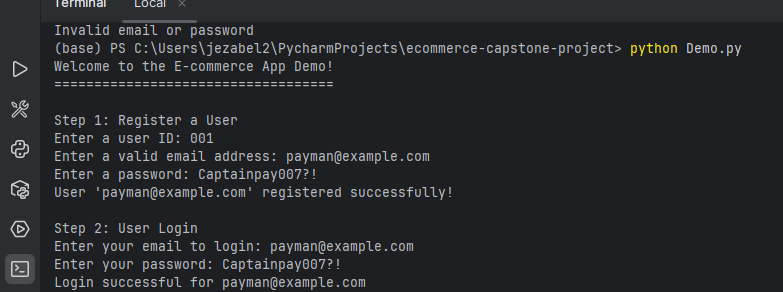 Terminal Local ×
Invalid email or password
(base) PS C:\Users\jezabel2\PycharmProjects\ecommerce-capstone-project> python Demo.py
Welcome to the E-commerce App Demo!
===================================
Step 1: Register a User
Enter a user ID: 001
Enter a valid email address: payman@example.com
Enter a password: Captainpay007?!
User 'payman@example.com' registered successfully!
Step 2: User Login
Enter your email to login: payman@example.com
Enter your password: Captainpay007?!
Login successful for payman@example.com